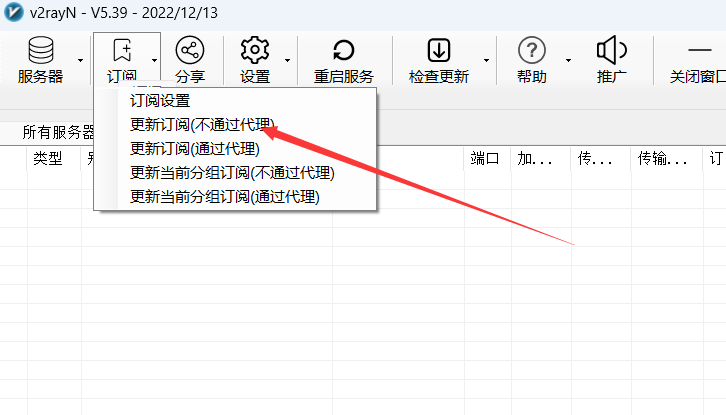 v2rayN - V5.39 - 2022/12/13
服务器 订阅 分享 设置 重启服务 检查更新 帮助 推广 关闭窗口
订阅设置
更新订阅(不通过代理)
更新订阅(通过代理)
更新当前分组订阅(不通过代理)
更新当前分组订阅(通过代理)
所有服务器
类型 端口 加... 传... 传输... 订